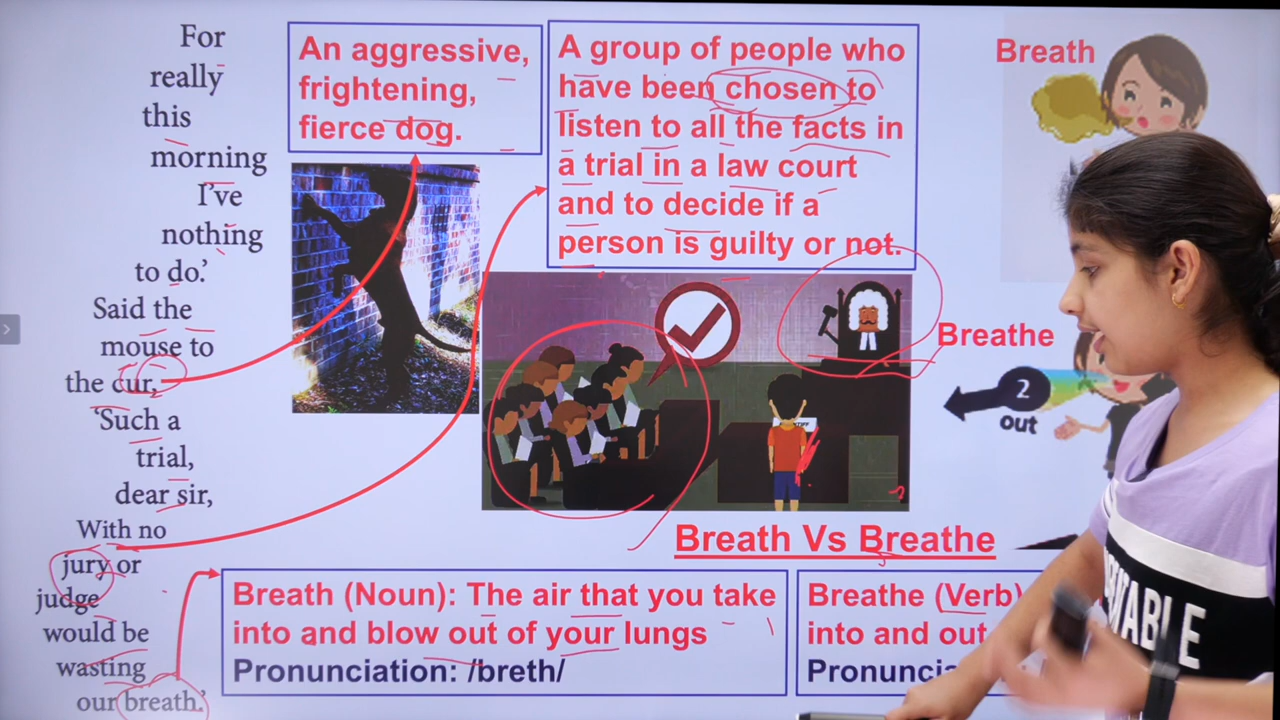 For
really
this
morning
I've
nothing
to do.'
Said the
mouse to
the cur,
'Such a
trial,
dear sir,
With no
jury or
judge
would be
wasting
our breath.'
An aggressive,
frightening,
fierce dog.
A group of people who
have been chosen to
listen to all the facts in
a trial in a law court
and to decide if a
person is guilty or not.
Breath
Breathe
2
out
Breath Vs Breathe
Breath (Noun): The air that you take
into and blow out of your lungs
Pronunciation: /breth/
Breathe (Verb)
into and out